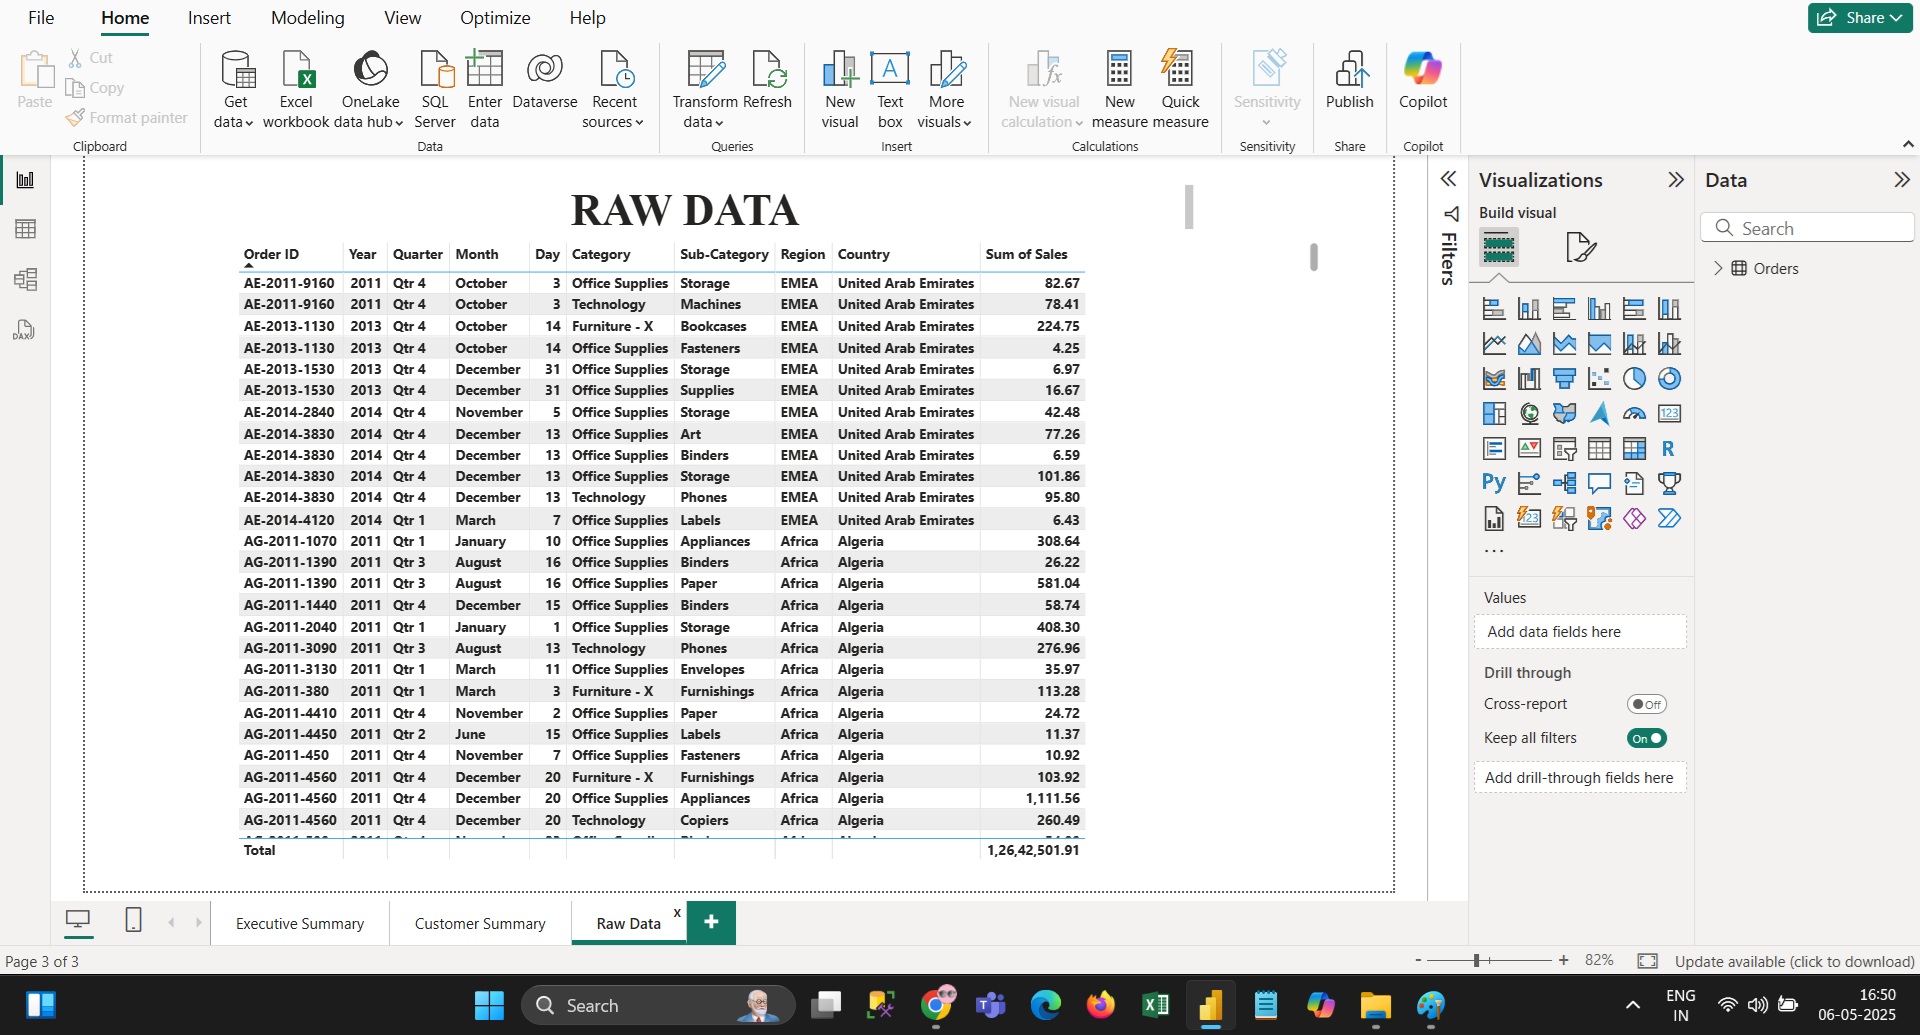 File Home Insert Modeling View Optimize Help Share
Paste
Cut
Copy
Format painter
Clipboard
Get data
Excel workbook
OneLake data hub
SQL Server
Enter data
Dataverse
Recent sources
Data
Transform data
Refresh
Queries
New visual
Text box
More visuals
Insert
New visual calculation
New measure
Quick measure
Calculations
Sensitivity
Sensitivity
Publish
Share
Copilot
Copilot
DAX
RAW DATA
Order ID Year Quarter Month Day Category Sub-Category Region Country Sum of Sales
AE-2011-9160 2011 Qtr 4 October 3 Office Supplies Storage EMEA United Arab Emirates 82.67
AE-2011-9160 2011 Qtr 4 October 3 Technology Machines EMEA United Arab Emirates 78.41
AE-2013-1130 2013 Qtr 4 October 14 Furniture - X Bookcases EMEA United Arab Emirates 224.75
AE-2013-1130 2013 Qtr 4 October 14 Office Supplies Fasteners EMEA United Arab Emirates 4.25
AE-2013-1530 2013 Qtr 4 December 31 Office Supplies Storage EMEA United Arab Emirates 6.97
AE-2013-1530 2013 Qtr 4 December 31 Office Supplies Supplies EMEA United Arab Emirates 16.67
AE-2014-2840 2014 Qtr 4 November 5 Office Supplies Storage EMEA United Arab Emirates 42.48
AE-2014-3830 2014 Qtr 4 December 13 Office Supplies Art EMEA United Arab Emirates 77.26
AE-2014-3830 2014 Qtr 4 December 13 Office Supplies Binders EMEA United Arab Emirates 6.59
AE-2014-3830 2014 Qtr 4 December 13 Office Supplies Storage EMEA United Arab Emirates 101.86
AE-2014-3830 2014 Qtr 4 December 13 Technology Phones EMEA United Arab Emirates 95.80
AE-2014-4120 2014 Qtr 1 March 7 Office Supplies Labels EMEA United Arab Emirates 6.43
AG-2011-1070 2011 Qtr 1 January 10 Office Supplies Appliances Africa Algeria 308.64
AG-2011-1390 2011 Qtr 3 August 16 Office Supplies Binders Africa Algeria 26.22
AG-2011-1390 2011 Qtr 3 August 16 Office Supplies Paper Africa Algeria 581.04
AG-2011-1440 2011 Qtr 4 December 15 Office Supplies Binders Africa Algeria 58.74
AG-2011-2040 2011 Qtr 1 January 1 Office Supplies Storage Africa Algeria 408.30
AG-2011-3090 2011 Qtr 3 August 13 Technology Phones Africa Algeria 276.96
AG-2011-3130 2011 Qtr 1 March 11 Office Supplies Envelopes Africa Algeria 35.97
AG-2011-380 2011 Qtr 1 March 3 Furniture - X Furnishings Africa Algeria 113.28
AG-2011-4410 2011 Qtr 4 November 2 Office Supplies Paper Africa Algeria 24.72
AG-2011-4450 2011 Qtr 2 June 15 Office Supplies Labels Africa Algeria 11.37
AG-2011-450 2011 Qtr 4 November 7 Office Supplies Fasteners Africa Algeria 10.92
AG-2011-4560 2011 Qtr 4 December 20 Furniture - X Furnishings Africa Algeria 103.92
AG-2011-4560 2011 Qtr 4 December 20 Office Supplies Appliances Africa Algeria 1,111.56
AG-2011-4560 2011 Qtr 4 December 20 Technology Copiers Africa Algeria 260.49
Total 1,26,42,501.91
Filters
Visualizations
Build visual
123
R
Py
123
...
Values
Add data fields here
Drill through
Cross-report Off
Keep all filters On
Add drill-through fields here
Data
Search
Orders
Executive Summary Customer Summary Raw Data x +
Page 3 of 3 - + 82% Update available (click to download)
Search
ENG
IN
16:50
06-05-2025